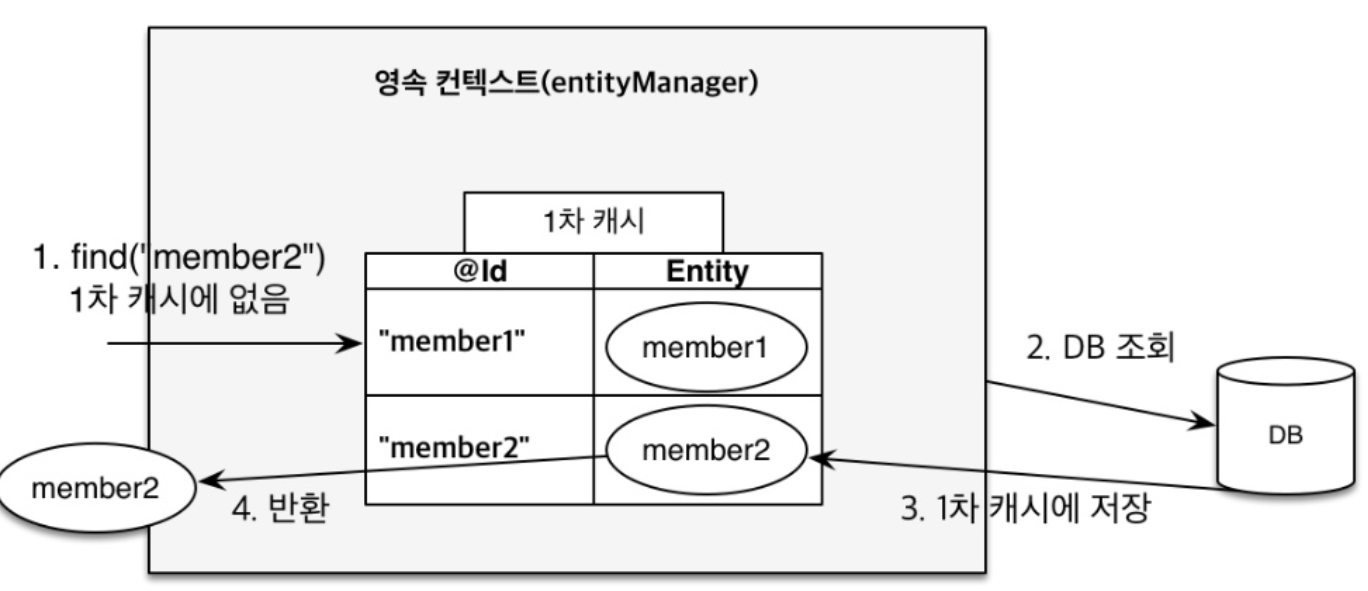 영속 컨텍스트(entityManager)
1차 캐시
1. find("member2")
1차 캐시에 없음
@Id Entity
"member1" member1
2. DB 조회
DB
"member2" member2
member2
4. 반환
3. 1차 캐시에 저장